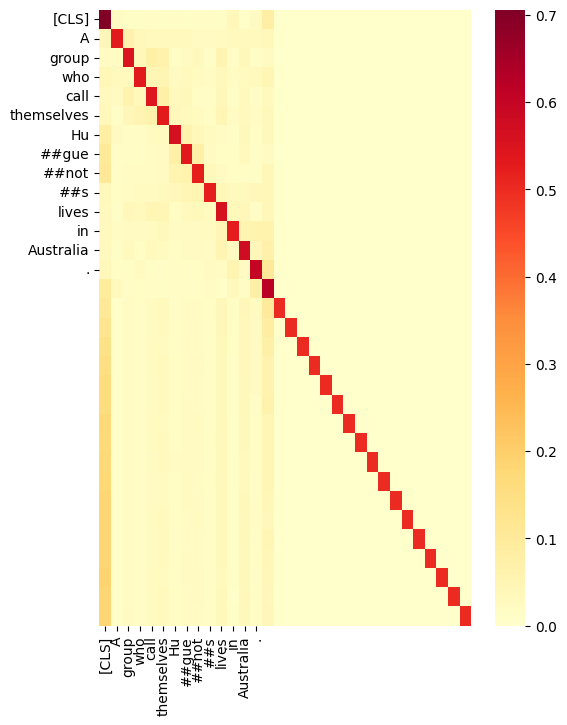 [CLS]
A
group
who
call
themselves
Hu
##gue
##not
##s
lives
in
Australia
.
0.7
0.6
0.5
0.4
0.3
0.2
0.1
0.0
[CLS]
A
group
who
call
themselves
Hu
##gue
##not
##s
lives
in
Australia
.